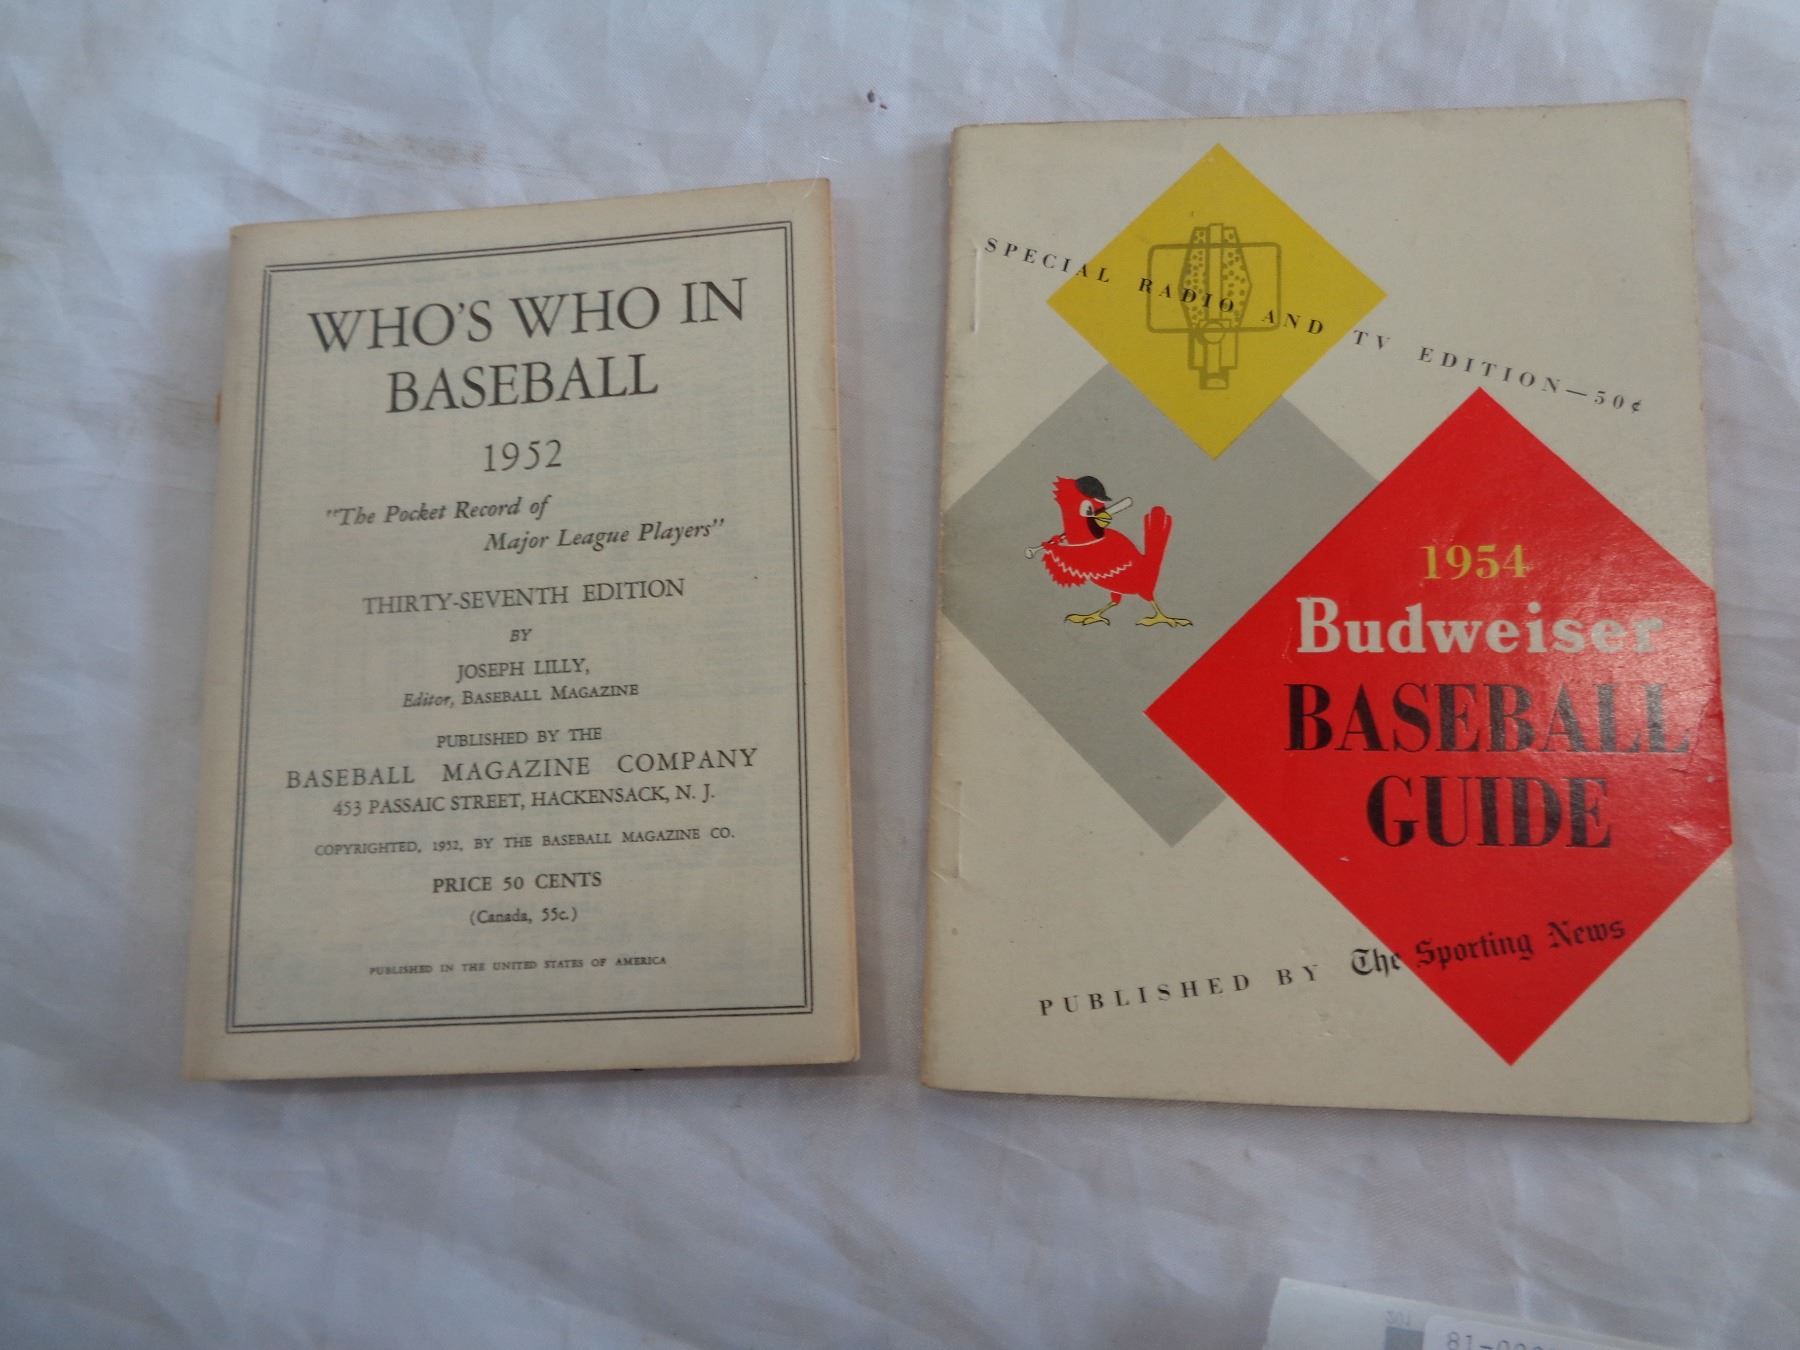 WHO'S WHO IN
BASEBALL
1952
"The Pocket Record of
Major League Players"
THIRTY-SEVENTH EDITION
BY
JOSEPH LILLY,
Editor, BASEBALL MAGAZINE
PUBLISHED BY THE
BASEBALL MAGAZINE COMPANY
453 PASSAIC STREET, HACKENSACK, N. J.
COPYRIGHTED, 1952, BY THE BASEBALL MAGAZINE CO.
PRICE 50 CENTS
(Canada, 55c.)
PUBLISHED IN THE UNITED STATES OF AMERICA
SPECIAL RADIO AND TV EDITION—50¢
1954
Budweiser
BASEBALL
GUIDE
PUBLISHED BY The Sporting News